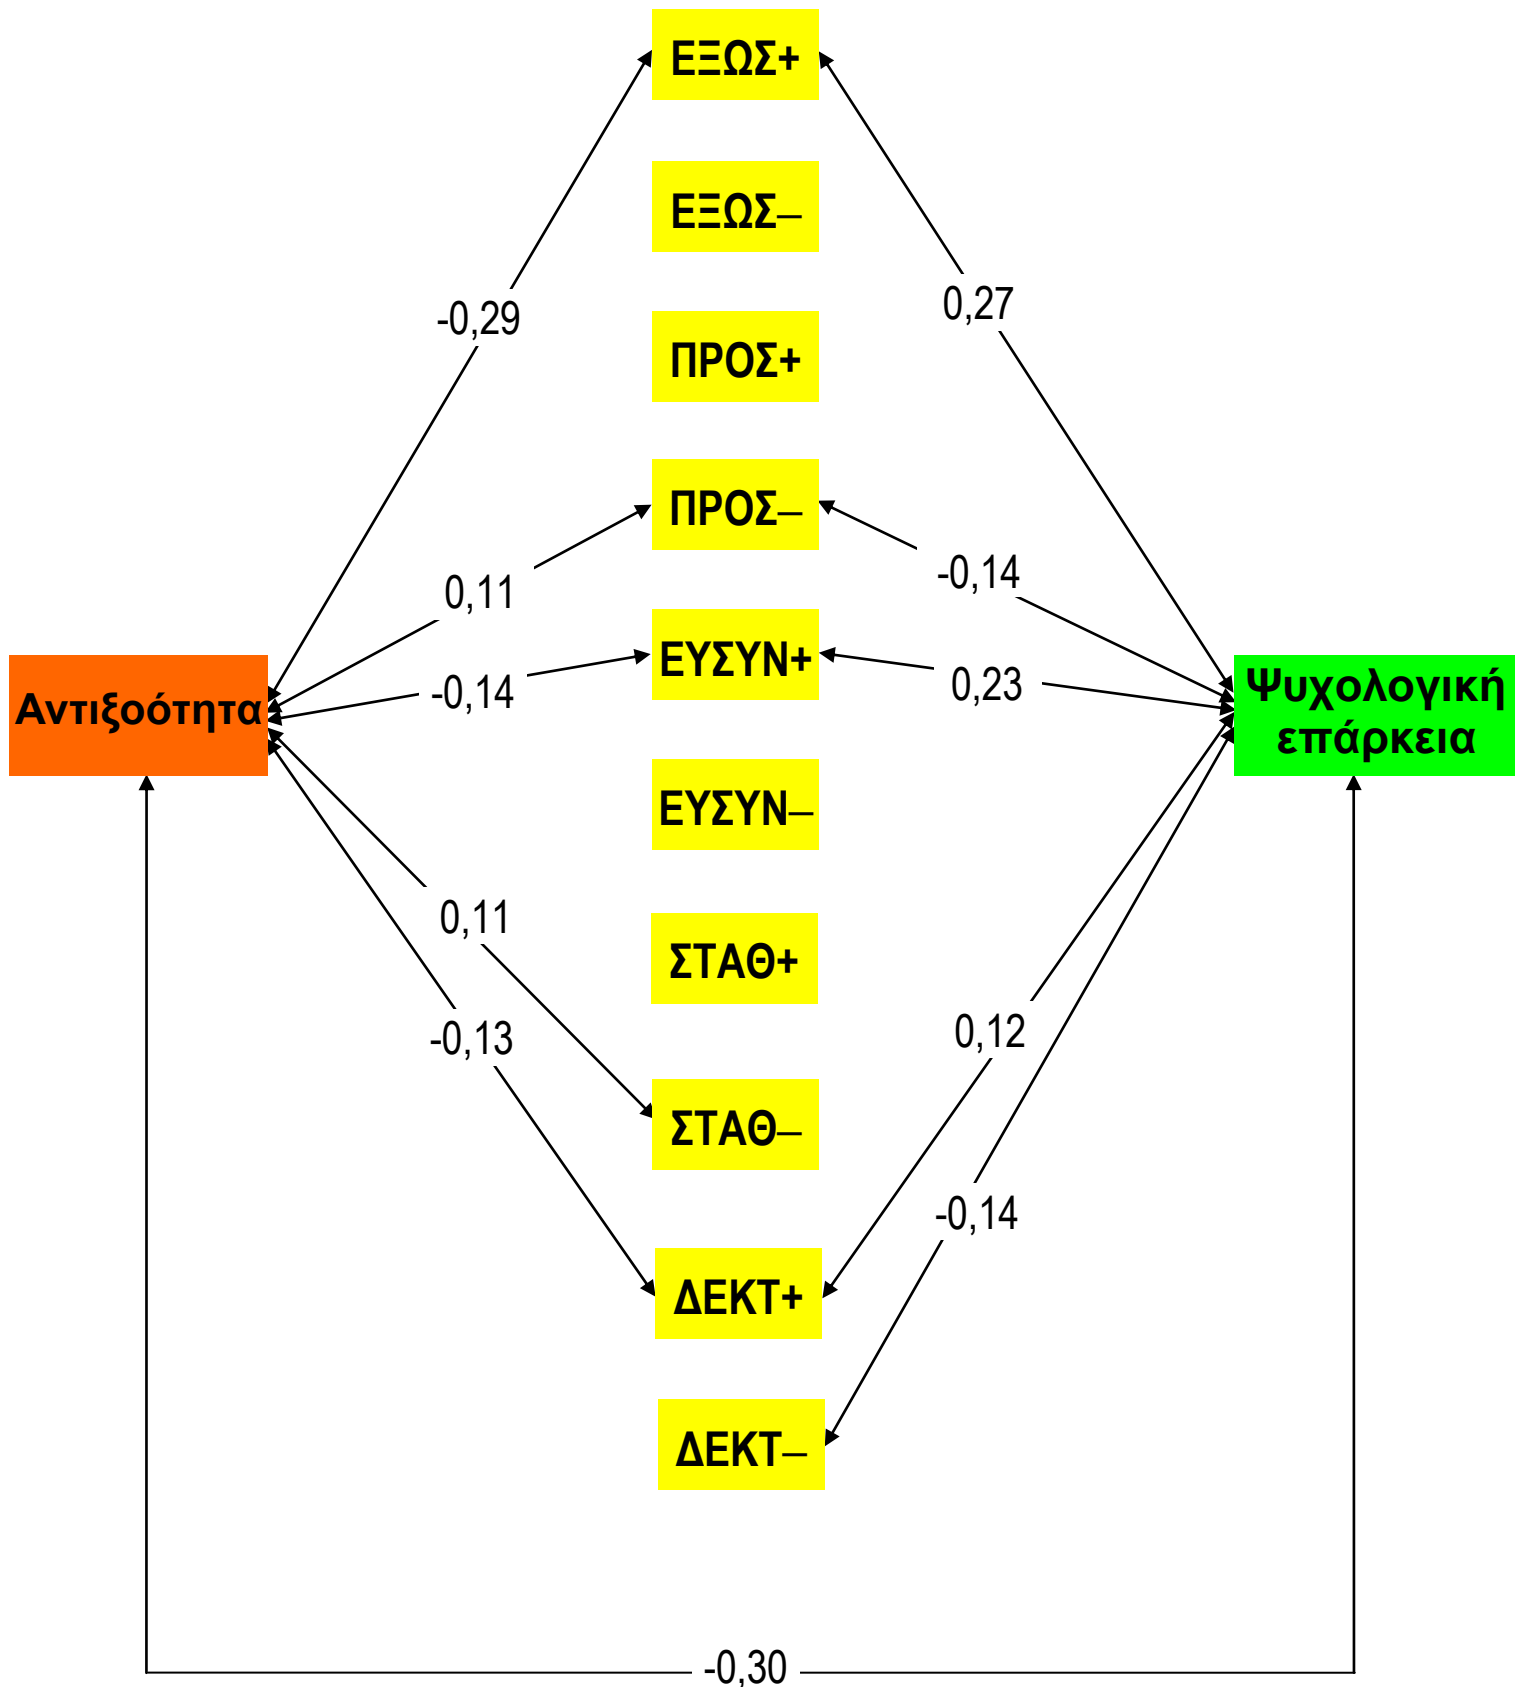 ΕΞΩΣ+
ΕΞΩΣ–
-0,29
0,27
ΠΡΟΣ+
ΠΡΟΣ–
0,11
-0,14
ΕΥΣΥΝ+
-0,14
0,23
Αντιξοότητα
Ψυχολογική
επάρκεια
ΕΥΣΥΝ–
0,11
ΣΤΑΘ+
-0,13
0,12
ΣΤΑΘ–
-0,14
ΔΕΚΤ+
ΔΕΚΤ–
-0,30